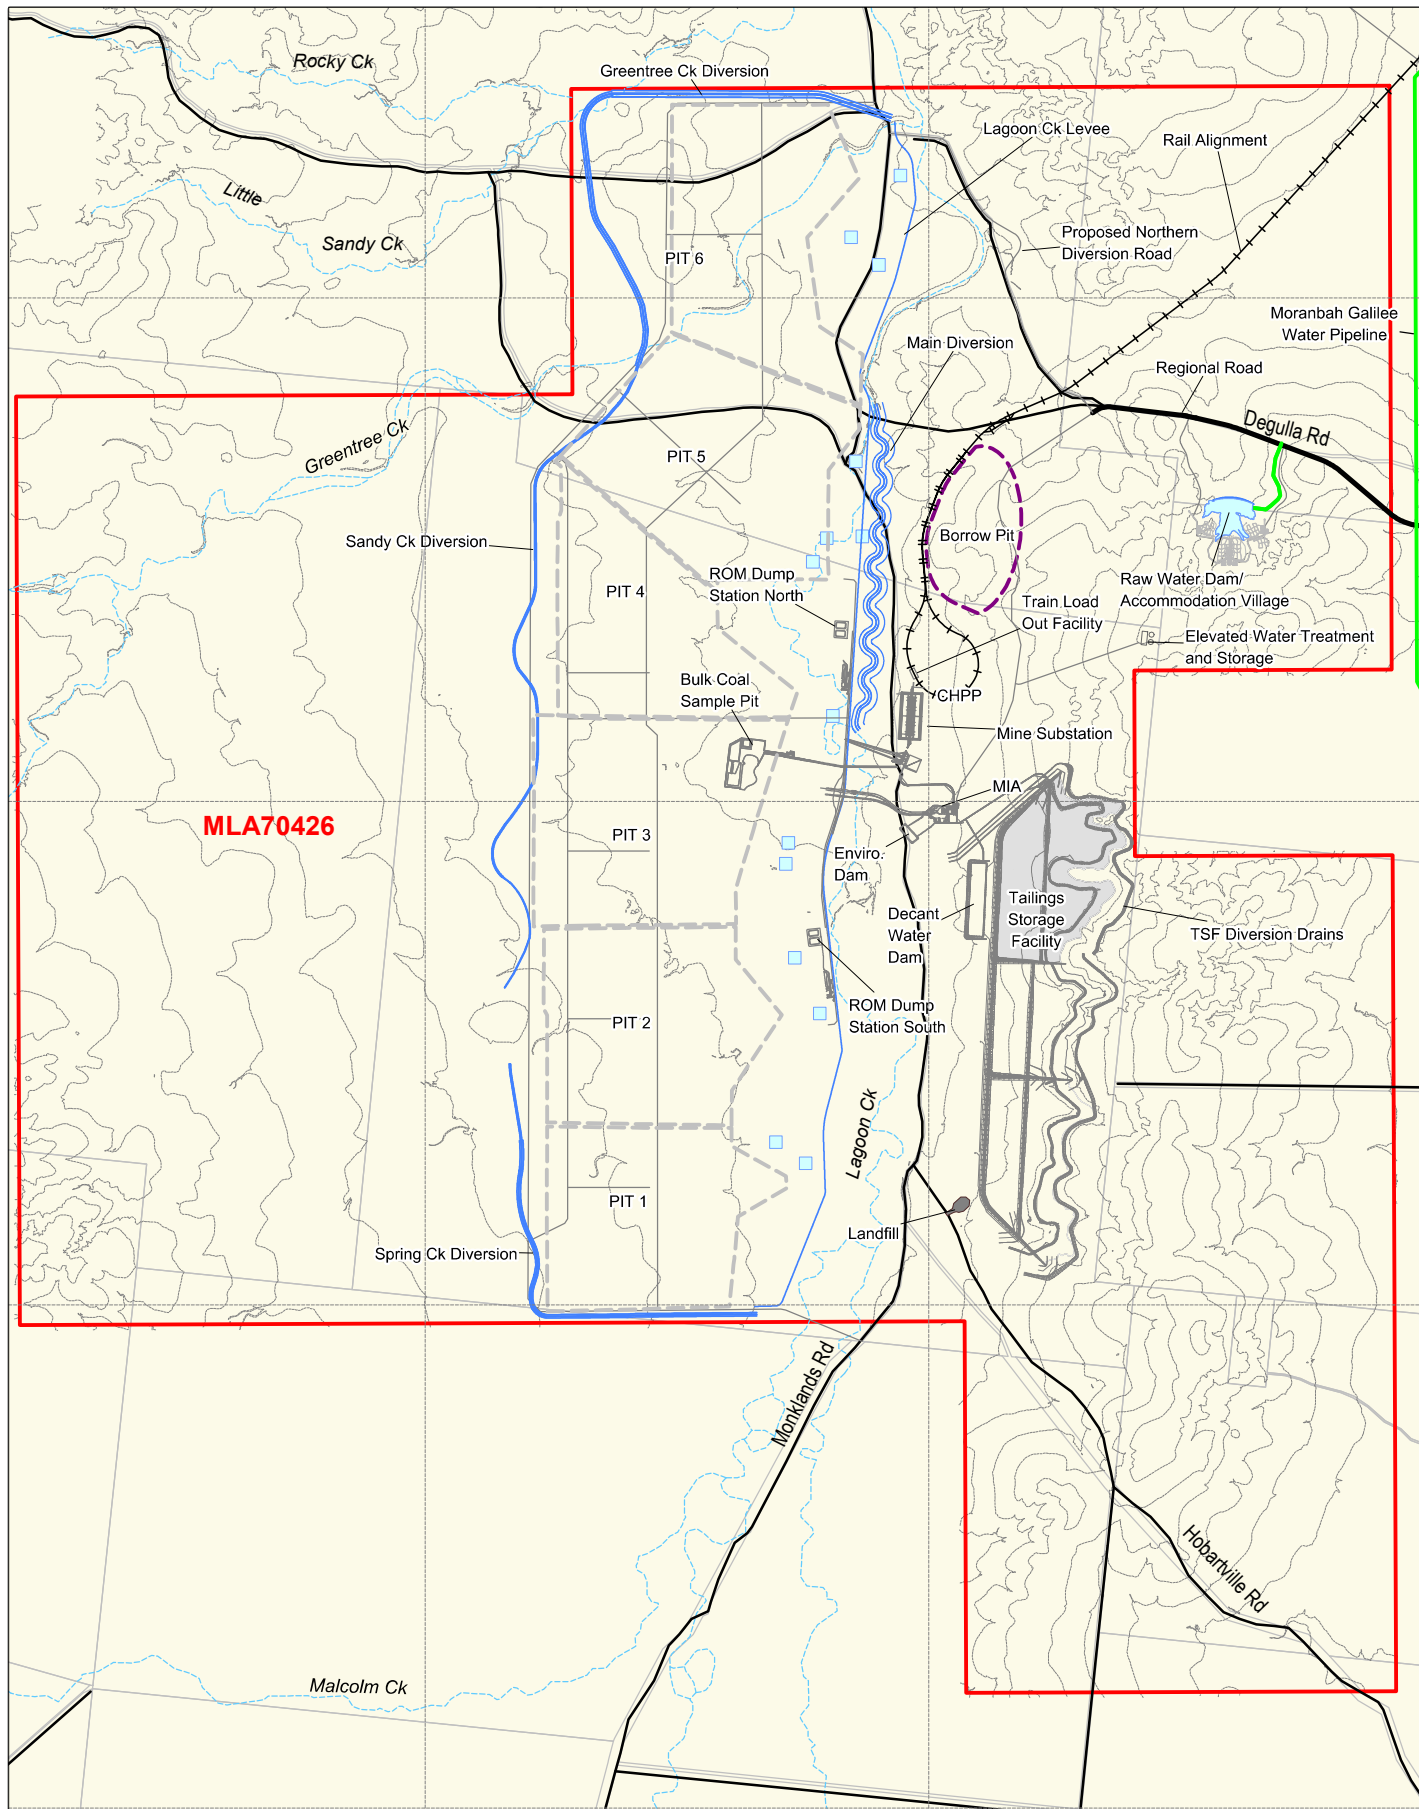 Rocky Ck
Greentree Ck Diversion
Lagoon Ck Levee
Rail Alignment
Little
Sandy Ck
Proposed Northern
Diversion Road
PIT 6
Moranbah Galilee
Water Pipeline
Main Diversion
Regional Road
Degulla Rd
Greentree Ck
PIT 5
Sandy Ck Diversion
Borrow Pit
ROM Dump
Station North
PIT 4
Raw Water Dam/
Accommodation Village
Train Load
Out Facility
Elevated Water Treatment
and Storage
Bulk Coal
Sample Pit
CHPP
Mine Substation
MIA
MLA70426
PIT 3
Enviro.
Dam
Decant
Water
Dam
Tailings
Storage
Facility
TSF Diversion Drains
ROM Dump
Station South
PIT 2
Lagoon Ck
PIT 1
Landfill
Spring Ck Diversion
Monklands Rd
Hobartville Rd
Malcolm Ck